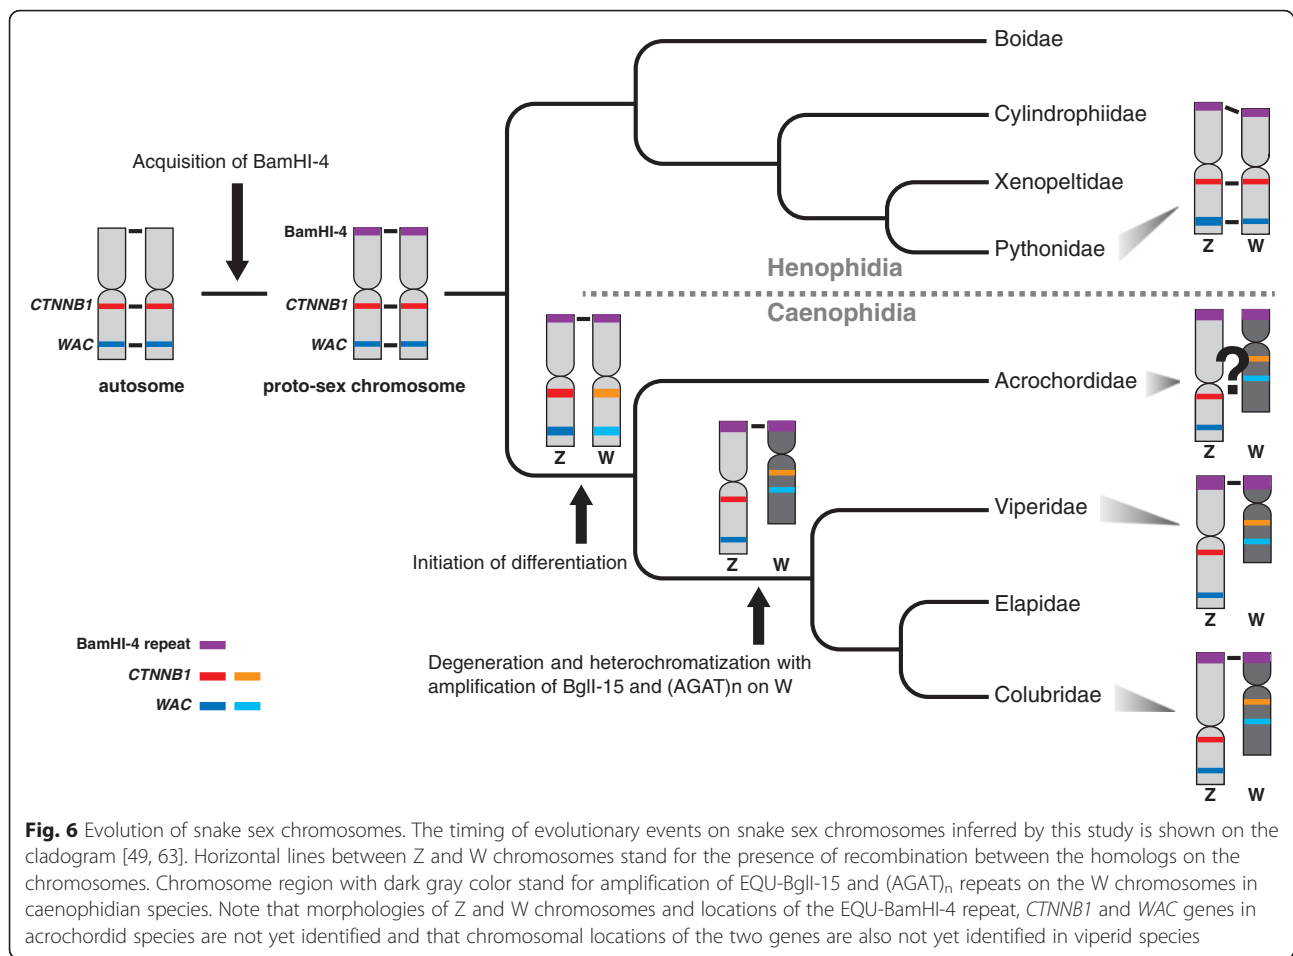 Boidae
Cylindrophiidae
Acquisition of BamHI-4
Xenopeltidae
BamHI-4
Pythonidae
Z W
Henophidia
CTNNB1
CTNNB1
Caenophidia
WAC
WAC
autosome
proto-sex chromosome
Acrochordidae
?
Z W
Z W
Viperidae
Initiation of differentiation
Z W
Elapidae
Z W
BamHI-4 repeat
Degeneration and heterochromatization with
amplification of BglI-15 and (AGAT)n on W
CTNNB1
Colubridae
WAC
Z W
Fig. 6 Evolution of snake sex chromosomes. The timing of evolutionary events on snake sex chromosomes inferred by this study is shown on the
cladogram [49, 63]. Horizontal lines between Z and W chromosomes stand for the presence of recombination between the homologs on the
chromosomes. Chromosome region with dark gray color stand for amplification of EQU-BglI-15 and (AGAT)n repeats on the W chromosomes in
caenophidian species. Note that morphologies of Z and W chromosomes and locations of the EQU-BamHI-4 repeat, CTNNB1 and WAC genes in
acrochordid species are not yet identified and that chromosomal locations of the two genes are also not yet identified in viperid species